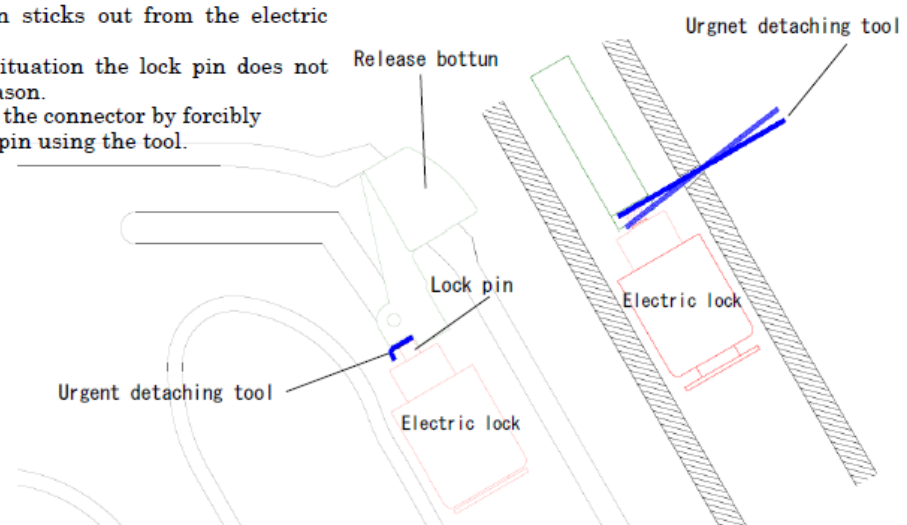 n sticks out from the electric
ituation the lock pin does not
ason.
the connector by forcibly
pin using the tool.
Release bottun
Urgnet detaching tool
Lock pin
Electric lock
Urgent detaching tool
Electric lock